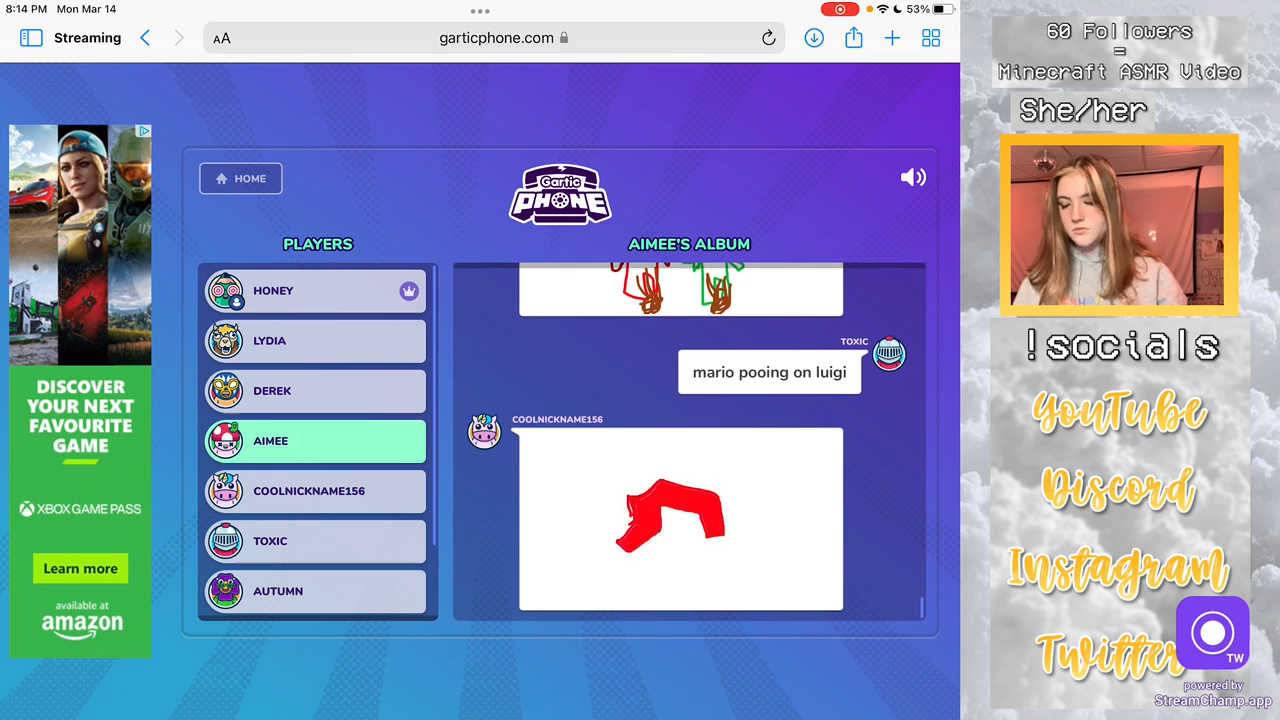 8:14 PM Mon Mar 14
53%
Streaming
AA
garticphone.com
60 Followers
=
Minecraft ASMR Video
She/her
HOME
Gartic
PHONE
PLAYERS
HONEY
LYDIA
DEREK
AIMEE
COOLNICKNAME156
TOXIC
AUTUMN
AIMEE'S ALBUM
TOXIC
mario pooing on luigi
COOLNICKNAME156
DISCOVER
YOUR NEXT
FAVOURITE
GAME
XBOX GAME PASS
Learn more
available at
amazon
!socials
YouTube
Discord
Instagram
Twitter
TW
powered by
StreamChamp.app